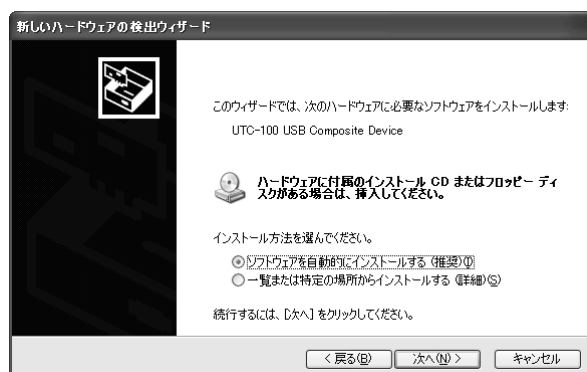 新しいハードウェアの検出ウィザード
このウィザードでは、次のハードウェアに必要なソフトウェアをインストールします:
UTC-100 USB Composite Device
ハードウェアに付属のインストール CD またはフロッピー ディ
スクがある場合は、挿入してください。
インストール方法を選んでください。
ソフトウェアを自動的にインストールする (推奨)(I)
一覧または特定の場所からインストールする (詳細)(S)
続行するには、[次へ] をクリックしてください。
< 戻る(B)
次へ(N) >
キャンセル